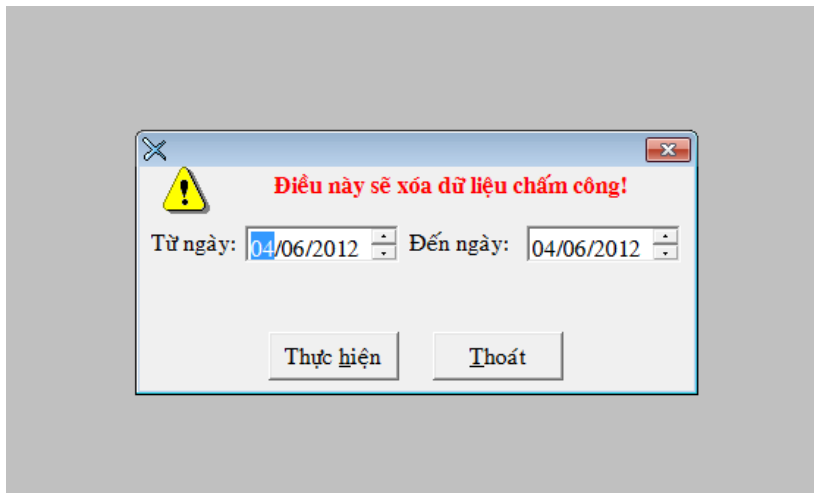 Điều này sẽ xóa dữ liệu chấm công!
Từ ngày: 04/06/2012 Đến ngày: 04/06/2012
Thực hiện Thoát